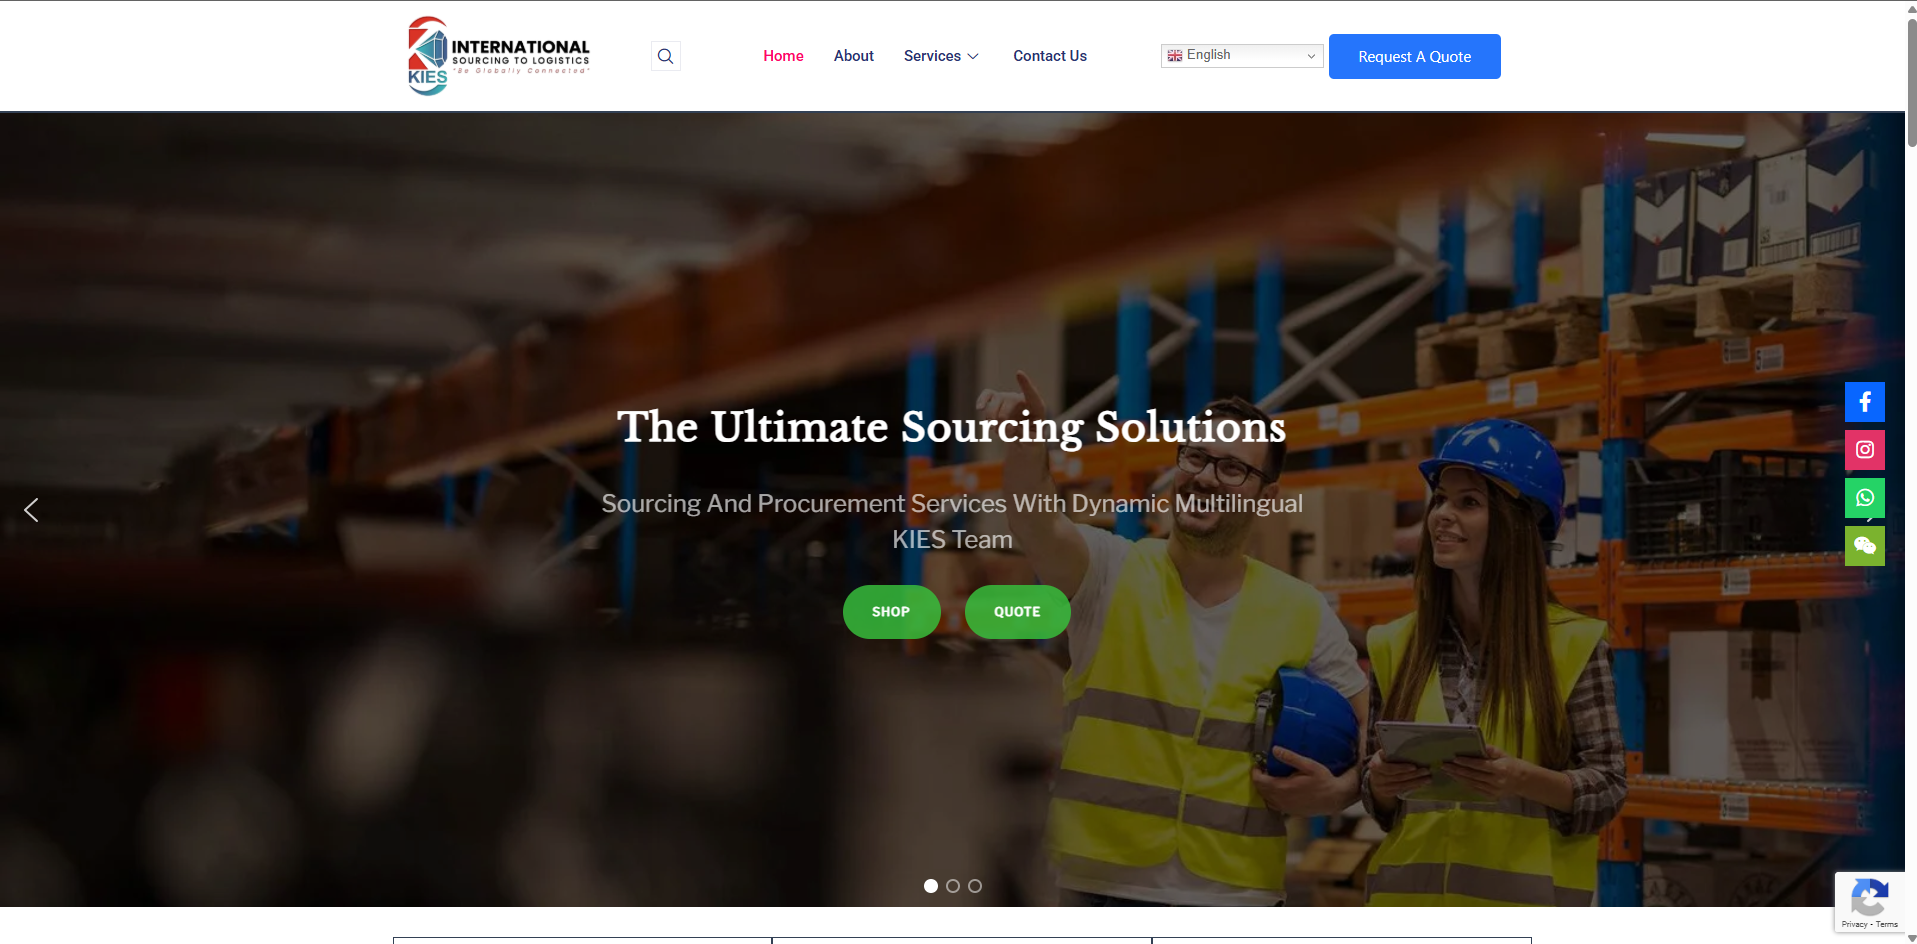 INTERNATIONAL
SOURCING TO LOGISTICS
"Be Globally Connected"
KIES
Home
About
Services
Contact Us
English
Request A Quote
The Ultimate Sourcing Solutions
Sourcing And Procurement Services With Dynamic Multilingual
KIES Team
SHOP
QUOTE
Privacy - Terms